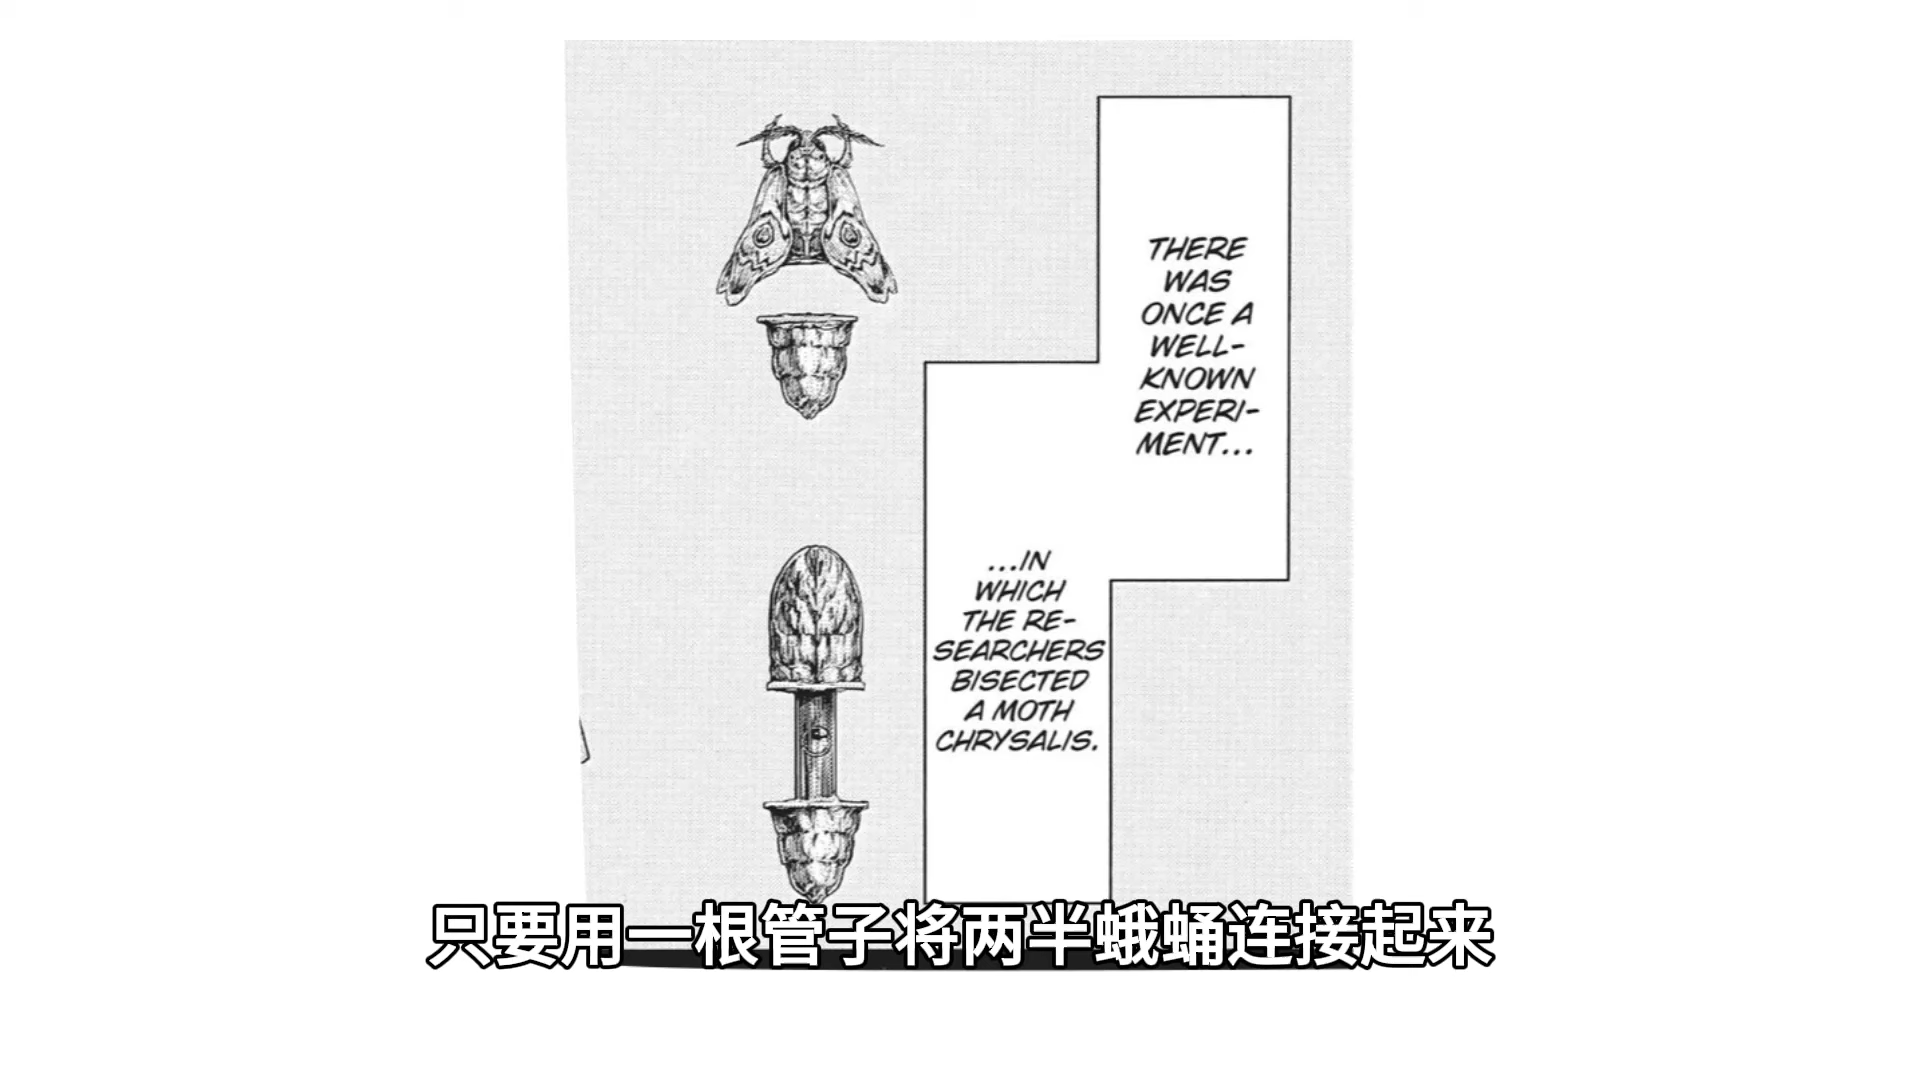 THERE
WAS
ONCE A
WELL-
KNOWN
EXPERI-
MENT...
...IN
WHICH
THE RE-
SEARCHERS
BISECTED
A MOTH
CHRYSALIS.
只要用一根管子将两半蛾蛹连接起来